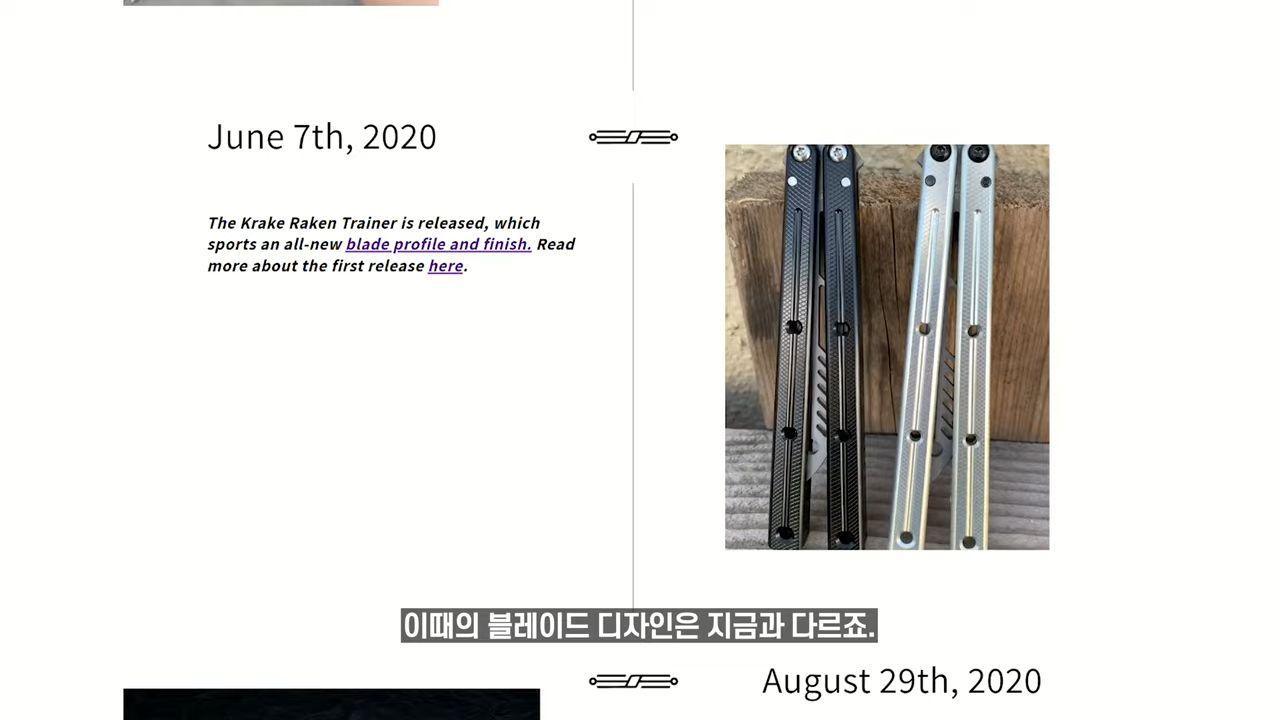 June 7th, 2020
The Krake Raken Trainer is released, which
sports an all-new blade profile and finish. Read
more about the first release here.
이때의 블레이드 디자인은 지금과 다르죠.
August 29th, 2020